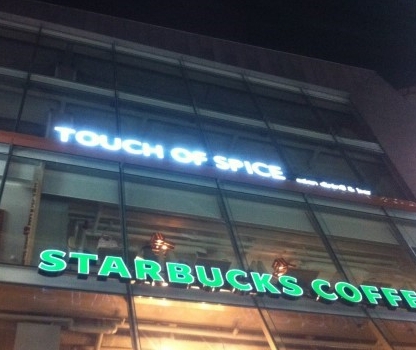 TOUCH OF SPICE
STARBUCKS COFFE